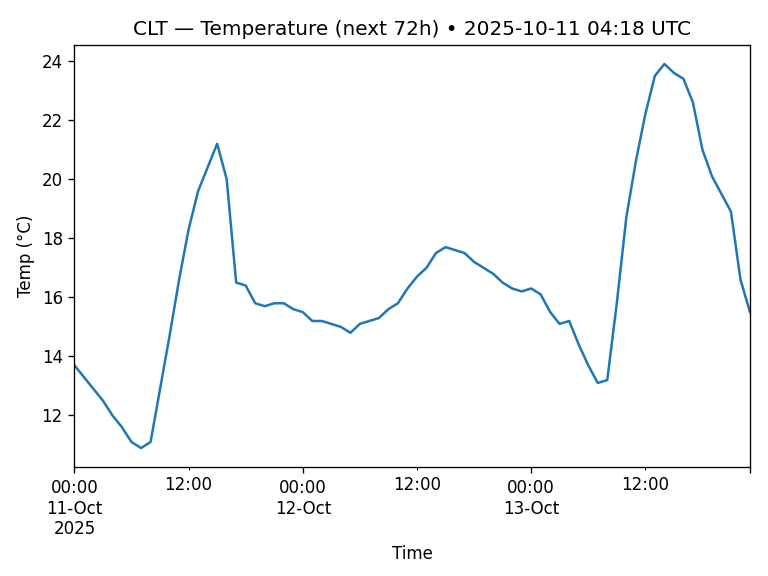 CLT — Temperature (next 72h) • 2025-10-11 04:18 UTC
Temp (°C)
24
22
20
18
16
14
12
00:00 12:00 00:00 12:00 00:00 12:00
11-Oct 12-Oct 13-Oct
2025
Time